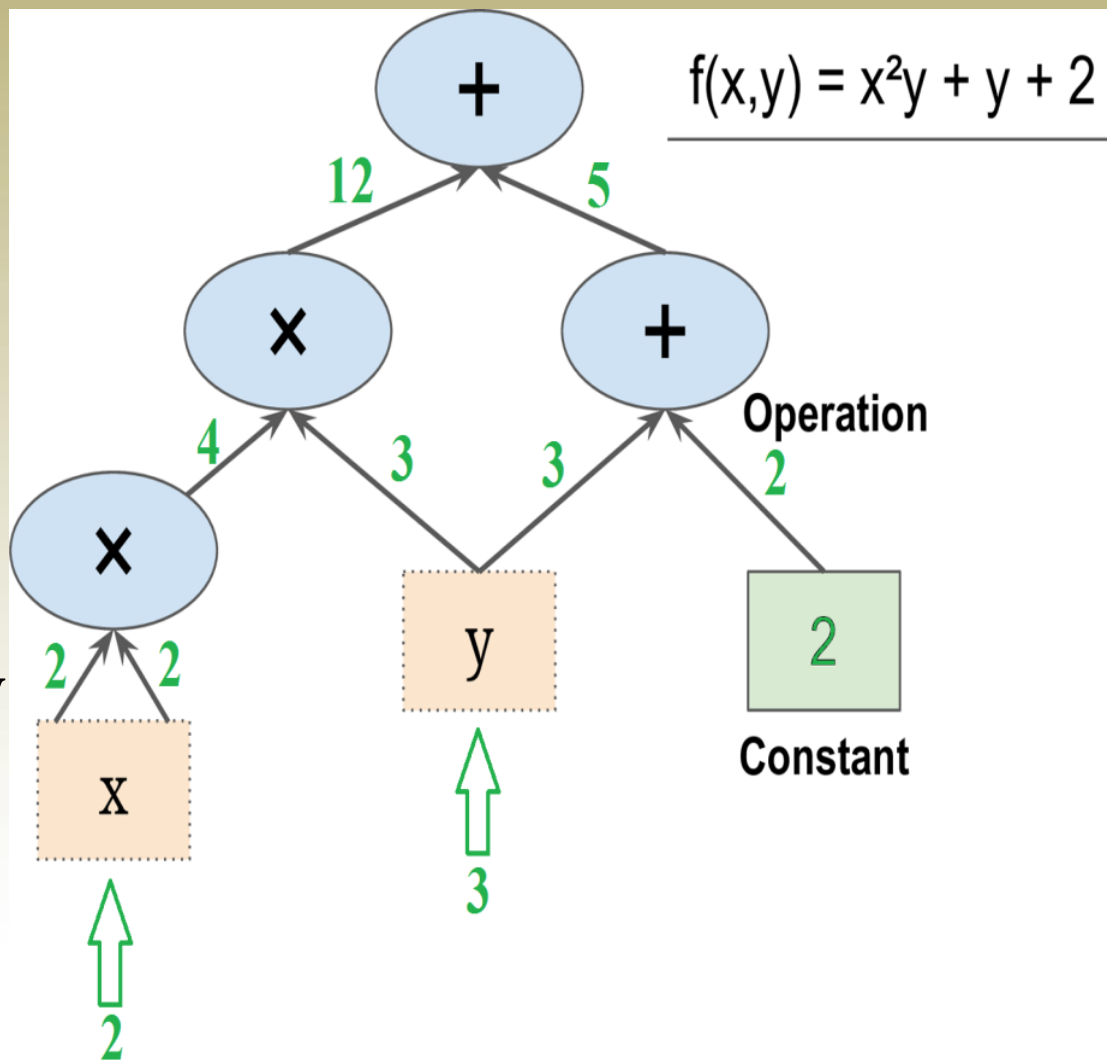 +
f(x,y) = x²y + y + 2
12 5
× +
Operation
4 3 3 2
×
2 2
y
2
Constant
x
3
2